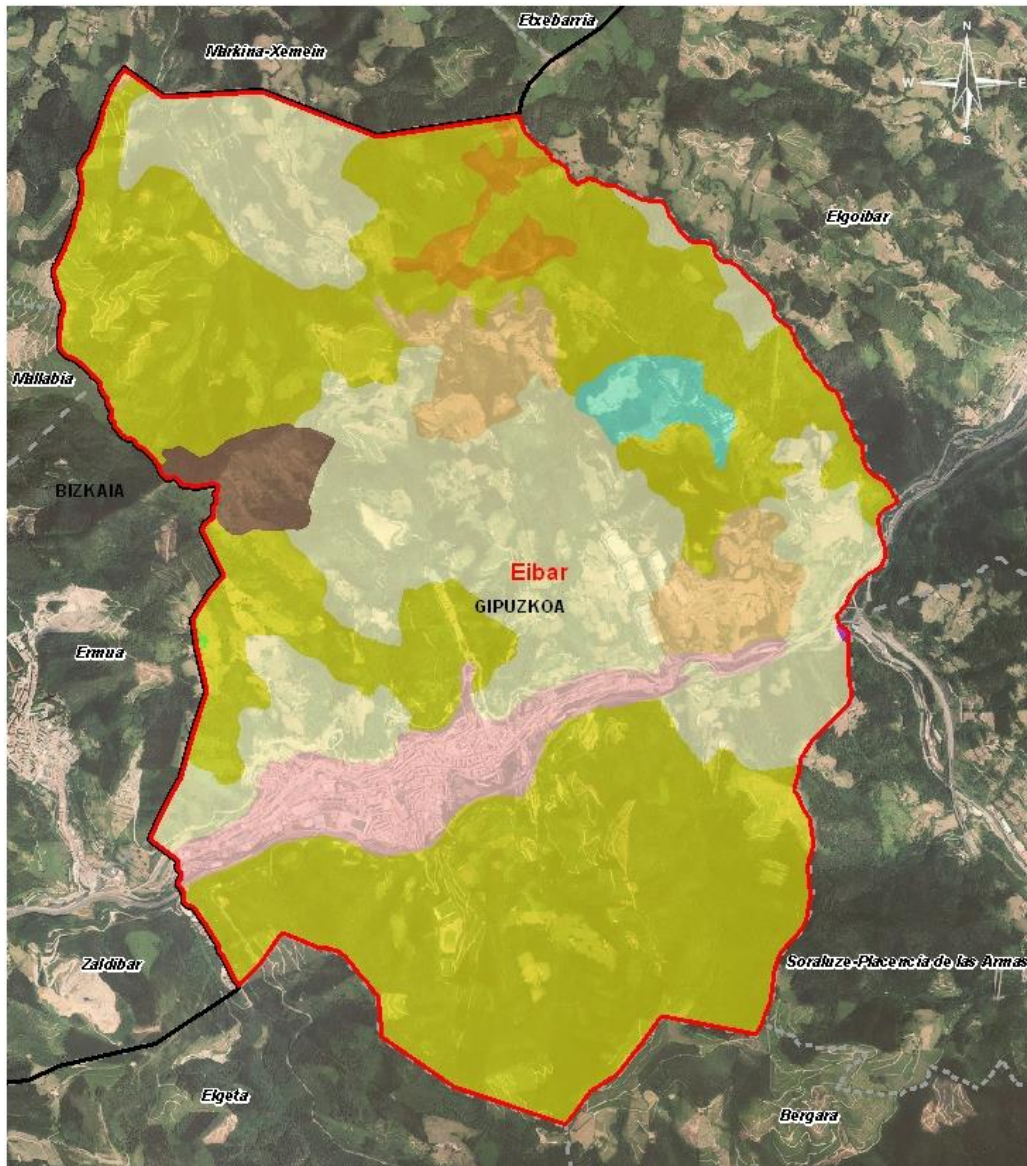 Etxebarria
Markina-Xemein
N
W
E
S
Elgoibar
Mallabia
BIZKAIA
Eibar
GIPUZKOA
Ermua
Zaldibar
Soraluze-Placencia de las Armas
Elgeta
Bergara